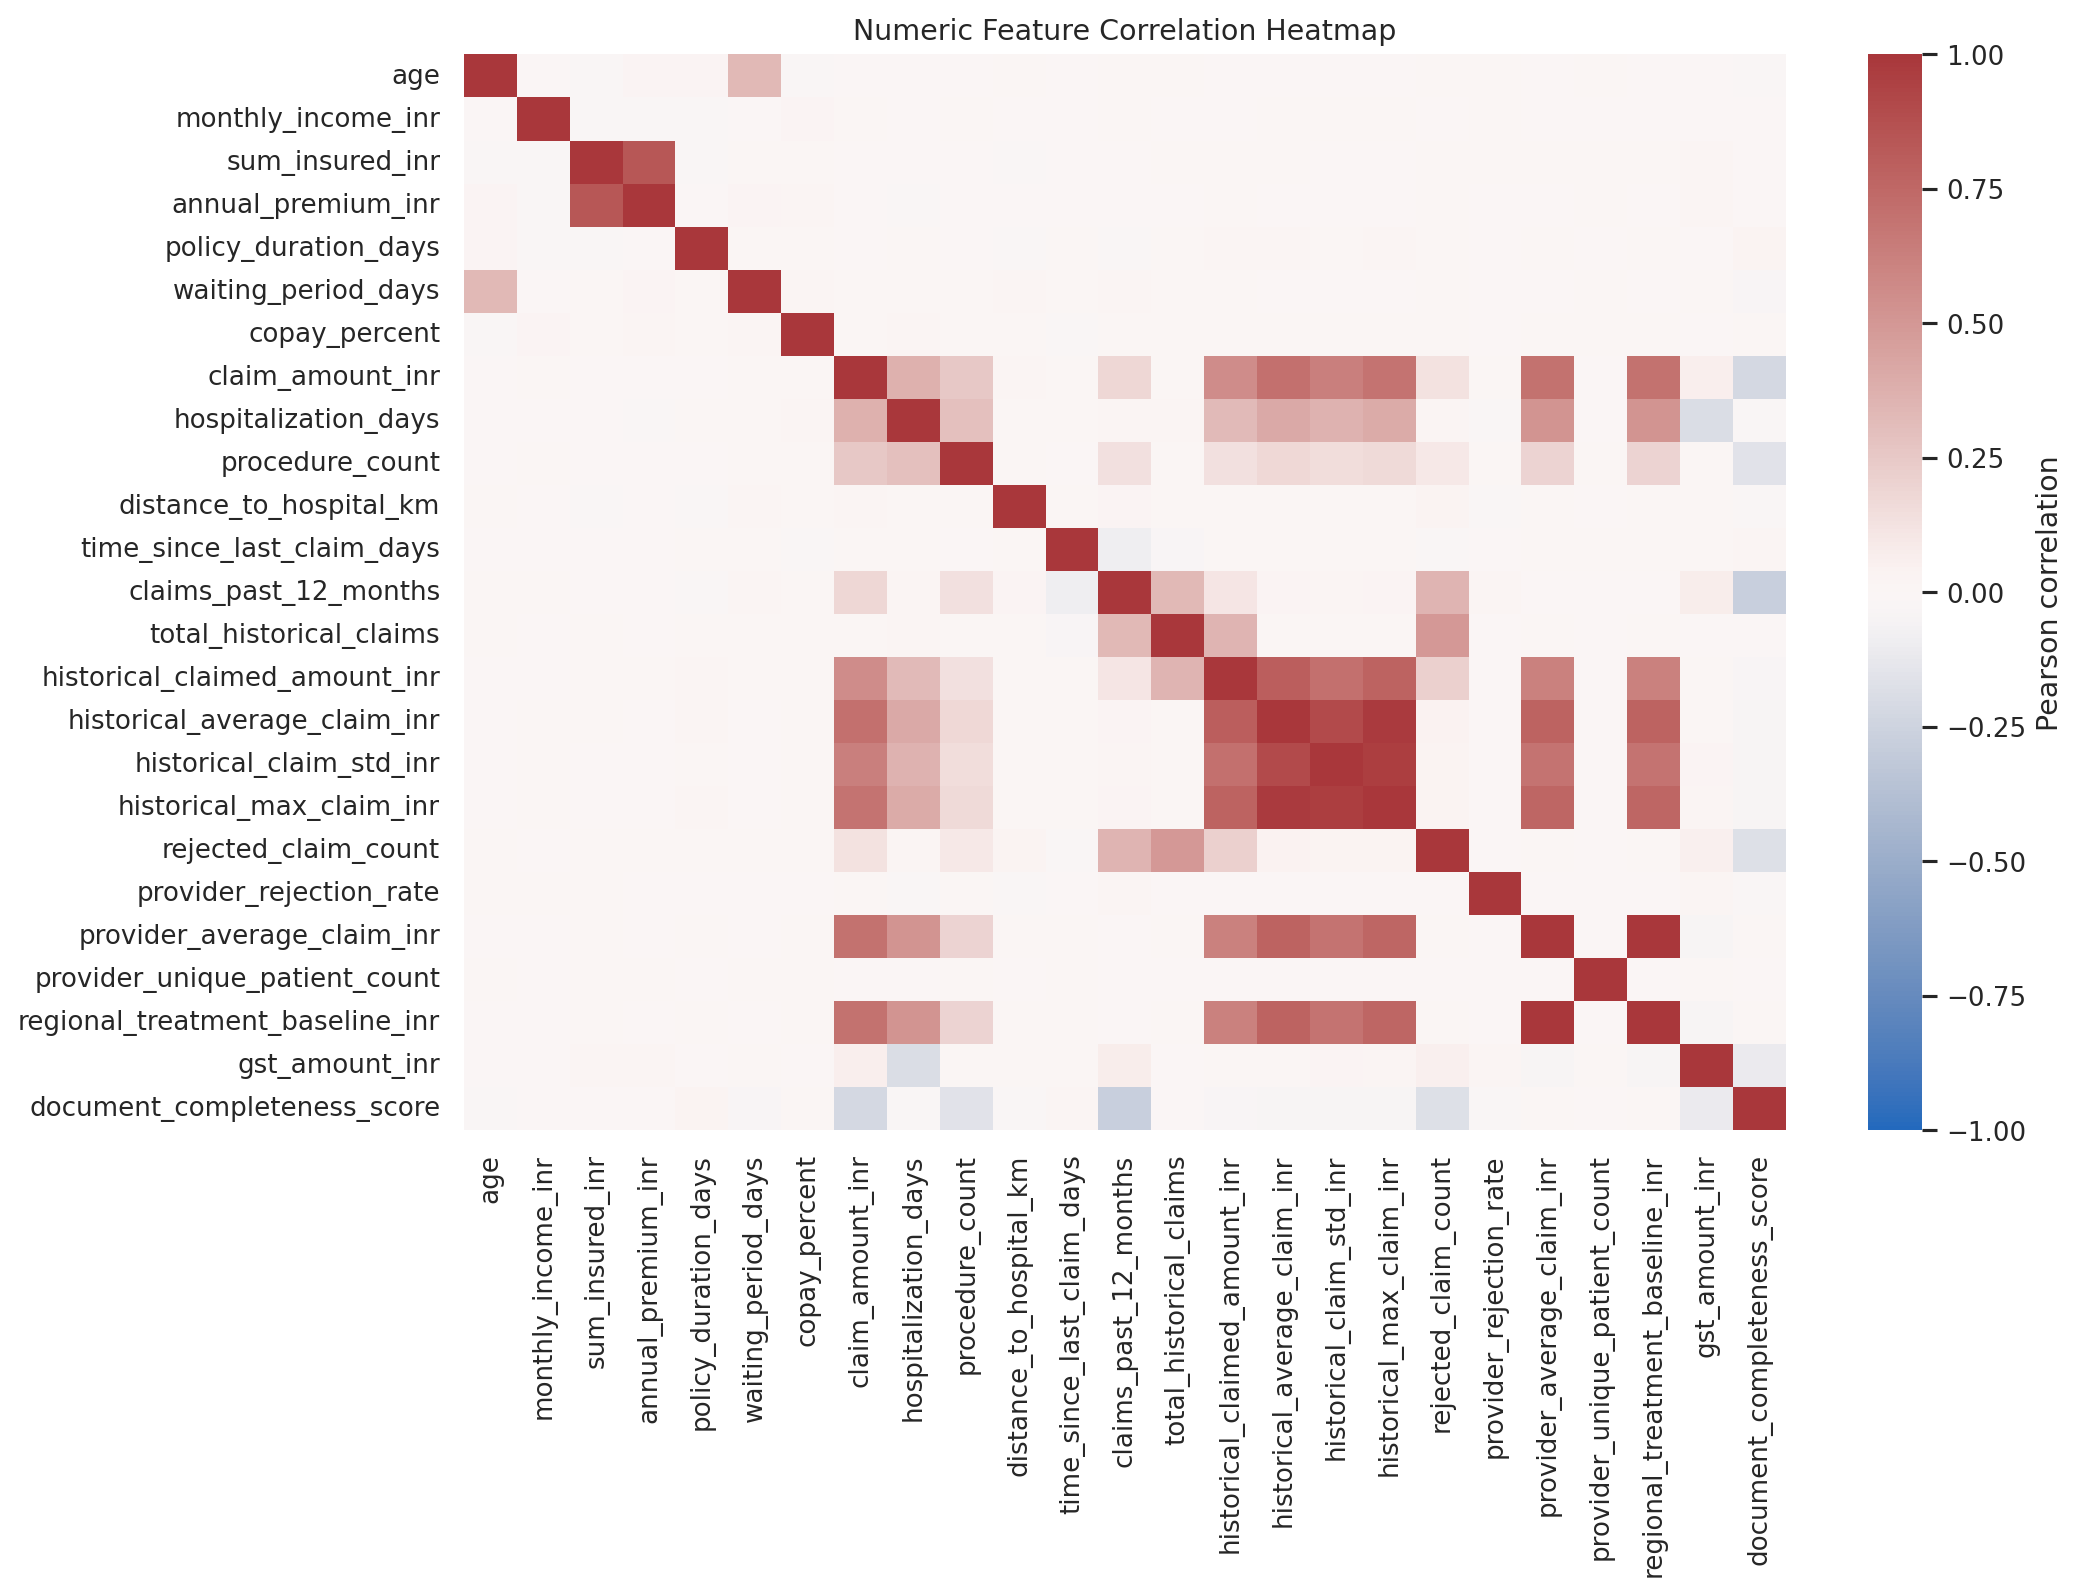 Numeric Feature Correlation Heatmap
age
monthly_income_inr
sum_insured_inr
annual_premium_inr
policy_duration_days
waiting_period_days
copay_percent
claim_amount_inr
hospitalization_days
procedure_count
distance_to_hospital_km
time_since_last_claim_days
claims_past_12_months
total_historical_claims
historical_claimed_amount_inr
historical_average_claim_inr
historical_claim_std_inr
historical_max_claim_inr
rejected_claim_count
provider_rejection_rate
provider_average_claim_inr
provider_unique_patient_count
regional_treatment_baseline_inr
gst_amount_inr
document_completeness_score
age
monthly_income_inr
sum_insured_inr
annual_premium_inr
policy_duration_days
waiting_period_days
copay_percent
claim_amount_inr
hospitalization_days
procedure_count
distance_to_hospital_km
time_since_last_claim_days
claims_past_12_months
total_historical_claims
historical_claimed_amount_inr
historical_average_claim_inr
historical_claim_std_inr
historical_max_claim_inr
rejected_claim_count
provider_rejection_rate
provider_average_claim_inr
provider_unique_patient_count
regional_treatment_baseline_inr
gst_amount_inr
document_completeness_score
1.00
0.75
0.50
0.25
0.00
−0.25
−0.50
−0.75
−1.00
Pearson correlation